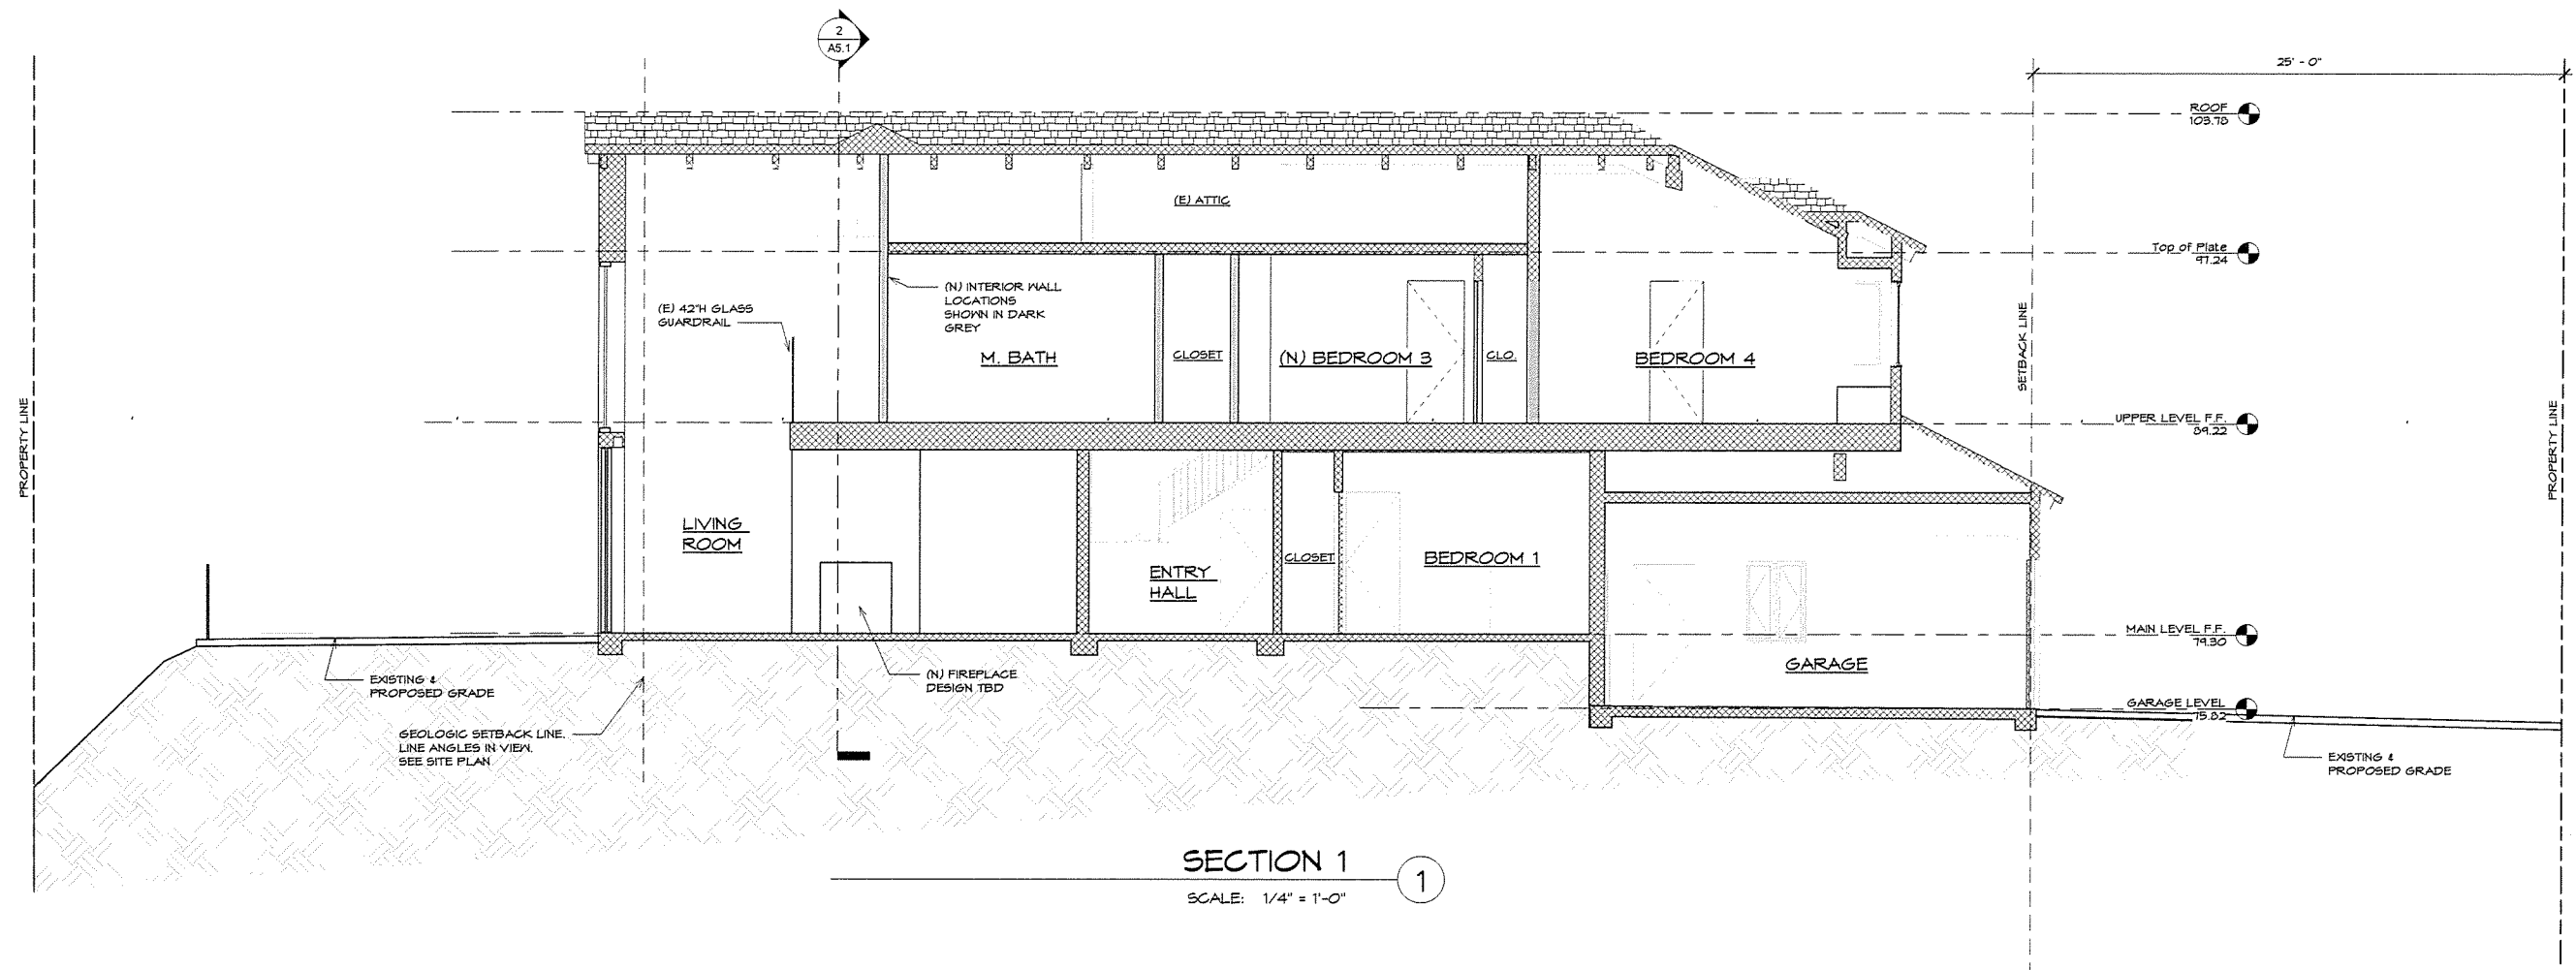 2
A5.1
25' - 0"
ROOF
103.78
Top of Plate
97.24
(E) ATTIC
(N) INTERIOR WALL
LOCATIONS
SHOWN IN DARK
GREY
(E) 42"H GLASS
GUARDRAIL
M. BATH
CLOSET
(N) BEDROOM 3
CLO.
BEDROOM 4
SETBACK LINE
PROPERTY LINE
PROPERTY LINE
UPPER LEVEL F.F.
89.22
LIVING
ROOM
ENTRY
HALL
CLOSET
BEDROOM 1
MAIN LEVEL F.F.
79.30
GARAGE
GARAGE LEVEL
75.82
EXISTING &
PROPOSED GRADE
(N) FIREPLACE
DESIGN TBD
GEOLOGIC SETBACK LINE.
LINE ANGLES IN VIEW.
SEE SITE PLAN
EXISTING &
PROPOSED GRADE
SECTION 1
1
SCALE: 1/4" = 1'-0"